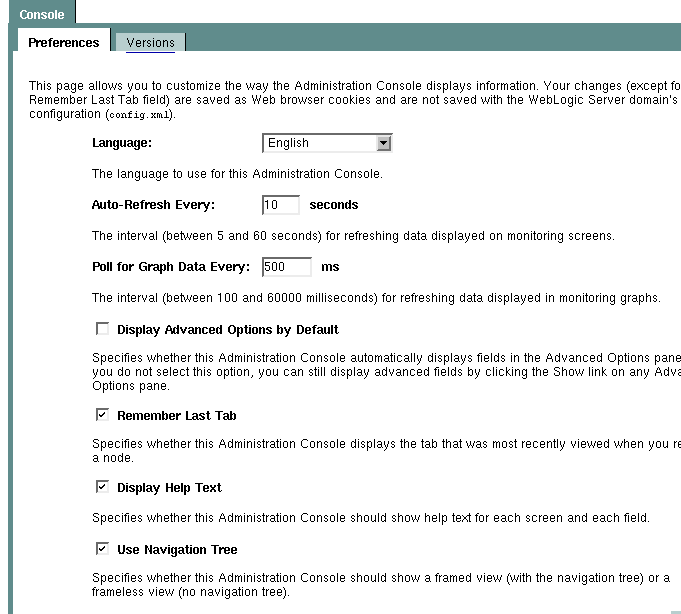 Console
Preferences
Versions
This page allows you to customize the way the Administration Console displays information. Your changes (except fo
Remember Last Tab field) are saved as Web browser cookies and are not saved with the WebLogic Server domain's
configuration (config.xml).
Language: English
The language to use for this Administration Console.
Auto-Refresh Every: 10 seconds
The interval (between 5 and 60 seconds) for refreshing data displayed on monitoring screens.
Poll for Graph Data Every: 500 ms
The interval (between 100 and 60000 milliseconds) for refreshing data displayed in monitoring graphs.
Display Advanced Options by Default
Specifies whether this Administration Console automatically displays fields in the Advanced Options pane
you do not select this option, you can still display advanced fields by clicking the Show link on any Adva
Options pane.
Remember Last Tab
Specifies whether this Administration Console displays the tab that was most recently viewed when you re
a node.
Display Help Text
Specifies whether this Administration Console should show help text for each screen and each field.
Use Navigation Tree
Specifies whether this Administration Console should show a framed view (with the navigation tree) or a
frameless view (no navigation tree).